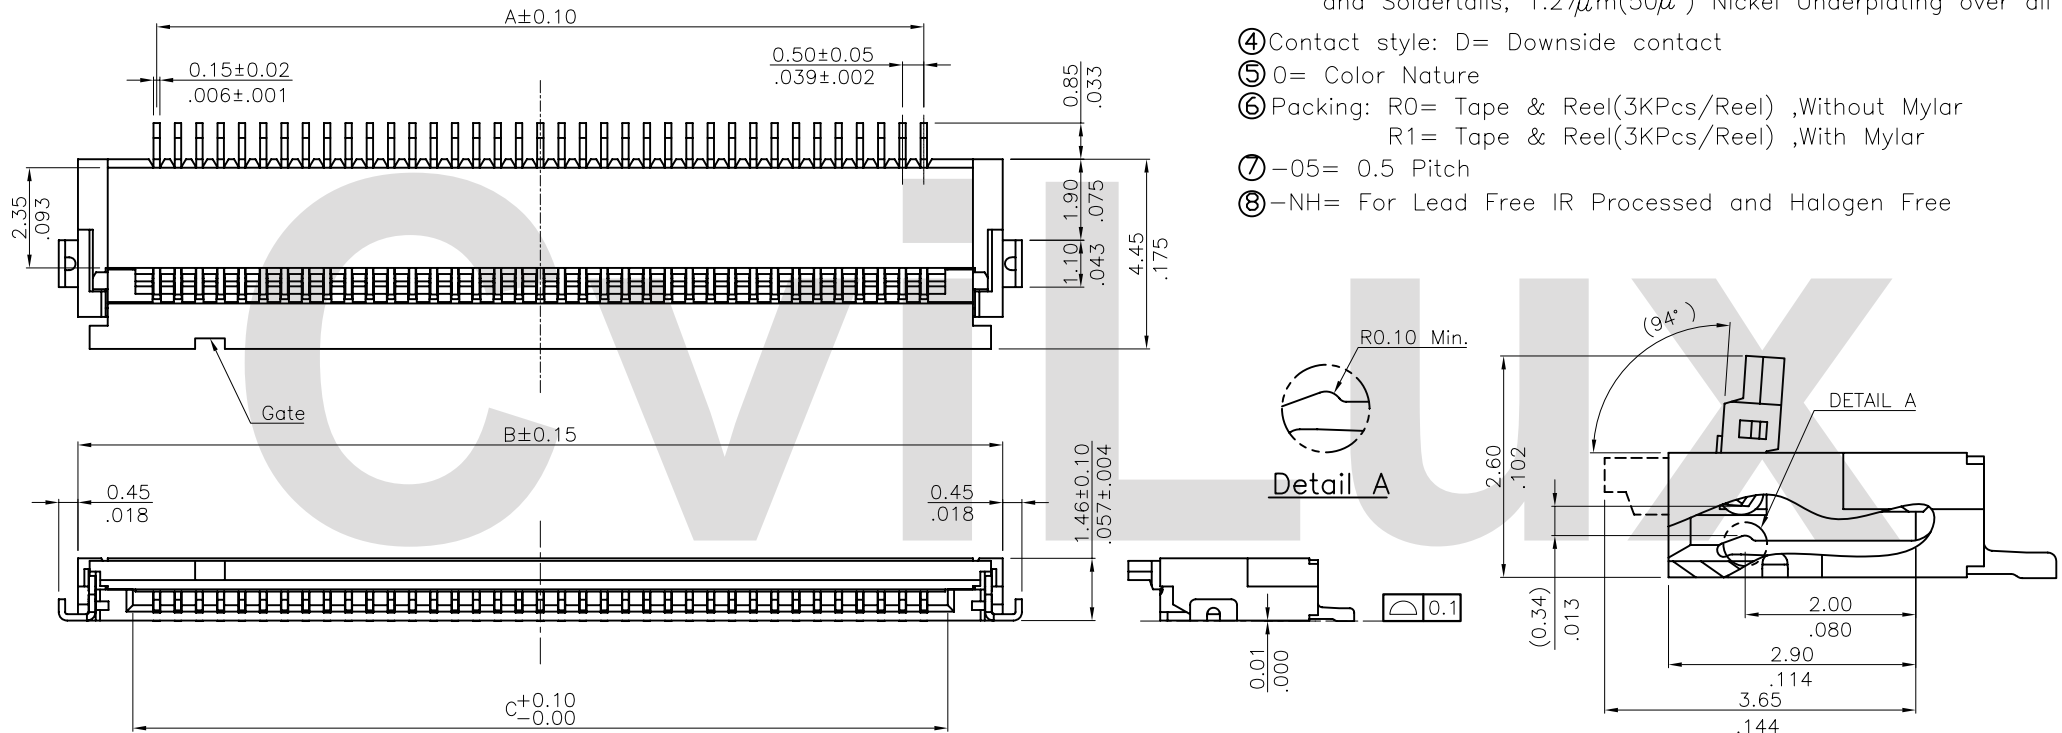 and Soldertails, 1.27µm(50µ") Nickel Underplating over all
④Contact style: D= Downside contact
⑤0= Color Nature
⑥Packing: R0= Tape & Reel(3KPcs/Reel) ,Without Mylar
R1= Tape & Reel(3KPcs/Reel) ,With Mylar
⑦-05= 0.5 Pitch
⑧-NH= For Lead Free IR Processed and Halogen Free
A±0.10
0.15±0.02
.006±.001
0.50±0.05
.039±.002
0.85
.033
2.35
.093
1.90
.075
1.10
.043
4.45
.175
Gate
CviLux
R0.10 Min.
Detail A
(94°)
DETAIL A
2.60
.102
(0.34)
.013
2.00
.080
2.90
.114
3.65
.144
B±0.15
0.45
.018
0.45
.018
1.46±0.10
.057±.004
0.01
.000
0.1
C+0.10
-0.00